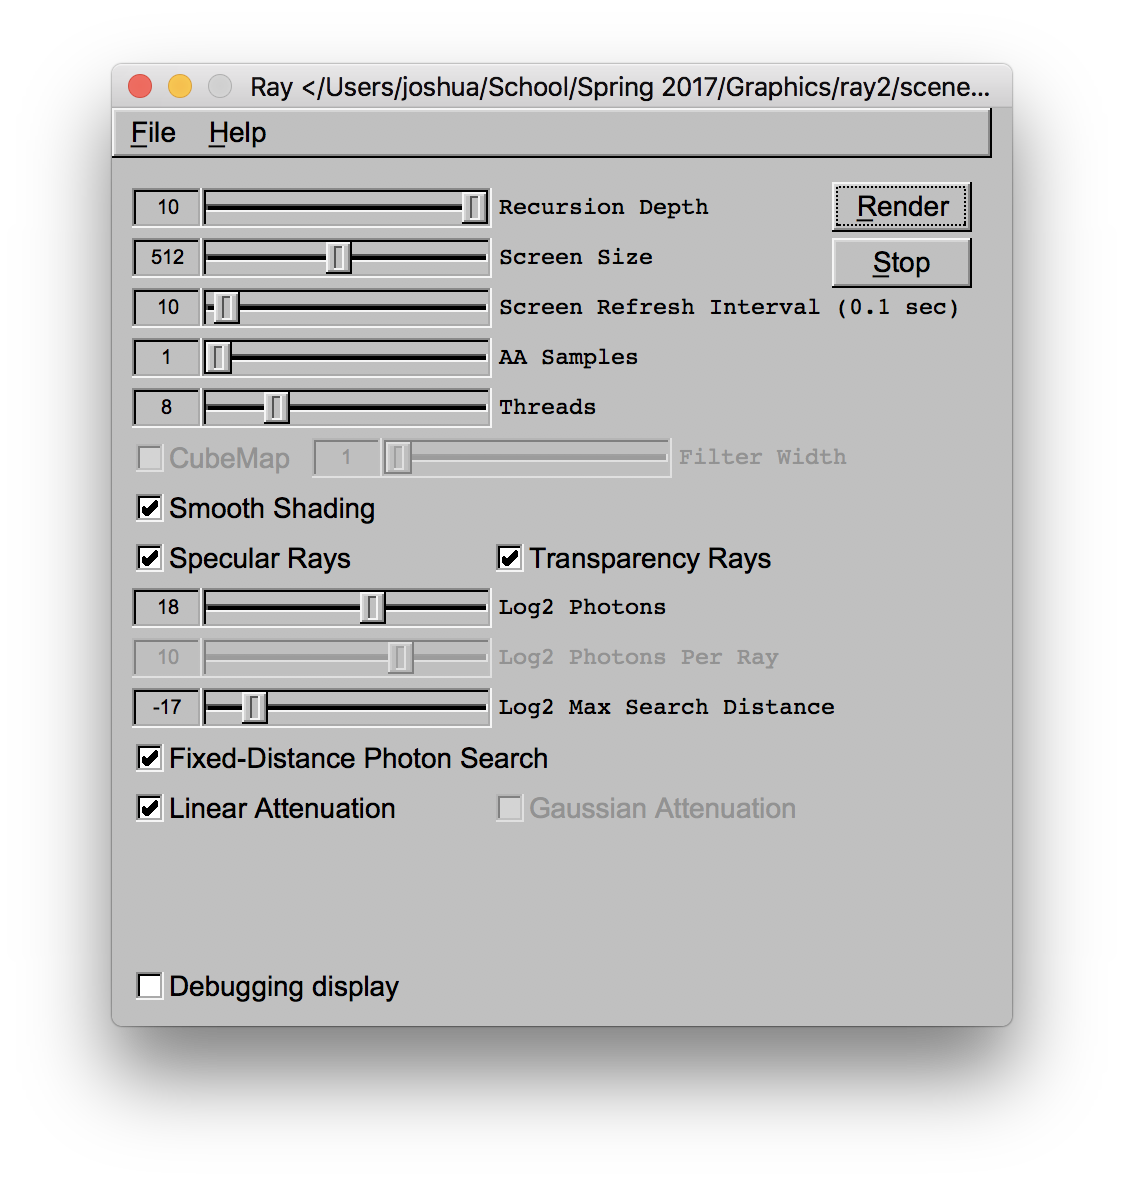 Ray </Users/joshua/School/Spring 2017/Graphics/ray2/scene...
File Help
10 Recursion Depth Render
512 Screen Size Stop
10 Screen Refresh Interval (0.1 sec)
1 AA Samples
8 Threads
CubeMap 1 Filter Width
Smooth Shading
Specular Rays Transparency Rays
18 Log2 Photons
10 Log2 Photons Per Ray
-17 Log2 Max Search Distance
Fixed-Distance Photon Search
Linear Attenuation Gaussian Attenuation
Debugging display